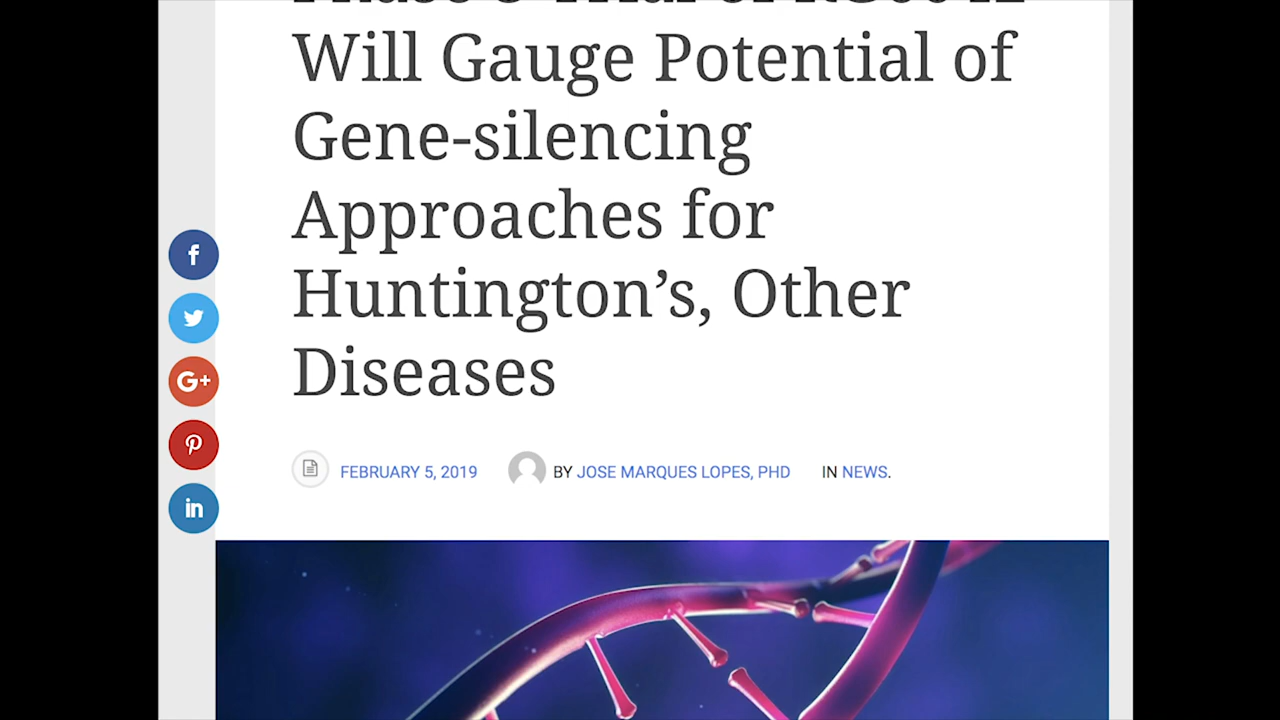 Will Gauge Potential of
Gene-silencing
Approaches for
Huntington’s, Other
Diseases
f
G+
in
FEBRUARY 5, 2019 BY JOSE MARQUES LOPES, PHD IN NEWS.